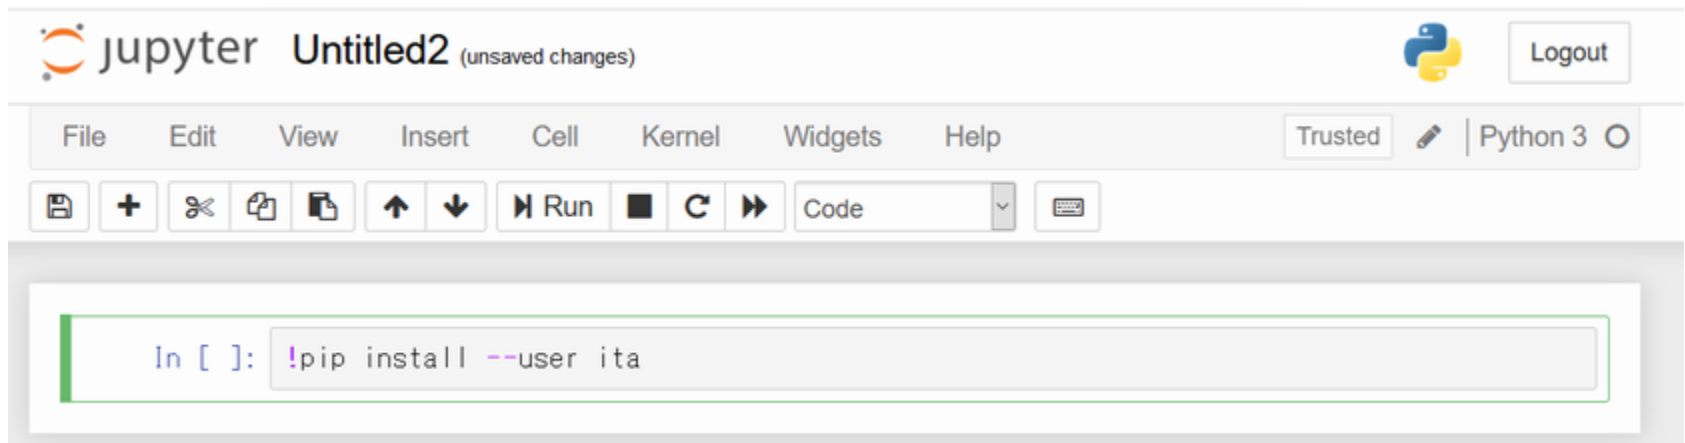 jupyter Untitled2 (unsaved changes) Logout
File Edit View Insert Cell Kernel Widgets Help Trusted Python 3
Run Code
In [ ]: !pip install --user ita